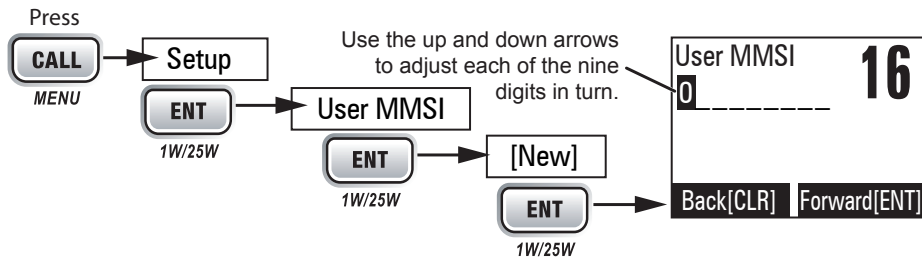 Press
CALL
MENU
Setup
ENT
1W/25W
User MMSI
ENT
1W/25W
[New]
ENT
1W/25W
Use the up and down arrows
to adjust each of the nine
digits in turn.
User MMSI
16
0_ _ _ _ _ _ _ _
Back[CLR]
Forward[ENT]